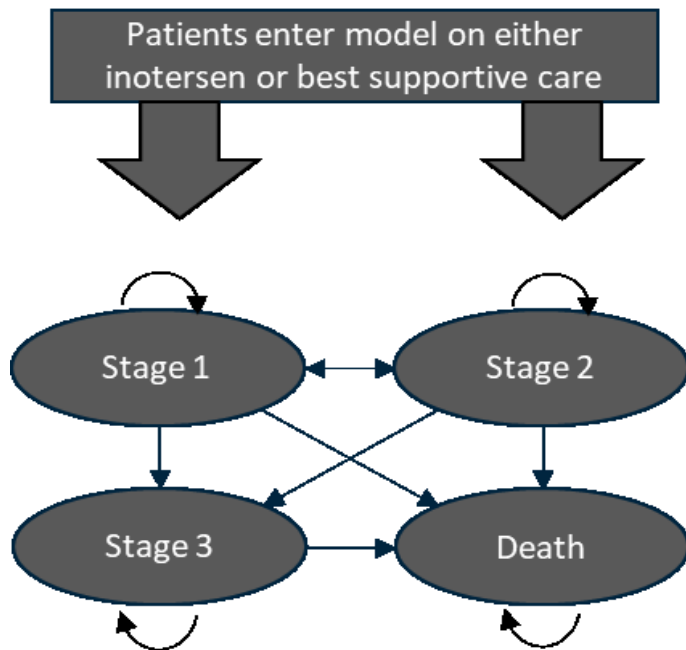 Patients enter model on either
inotersen or best supportive care
Stage 1
Stage 2
Stage 3
Death